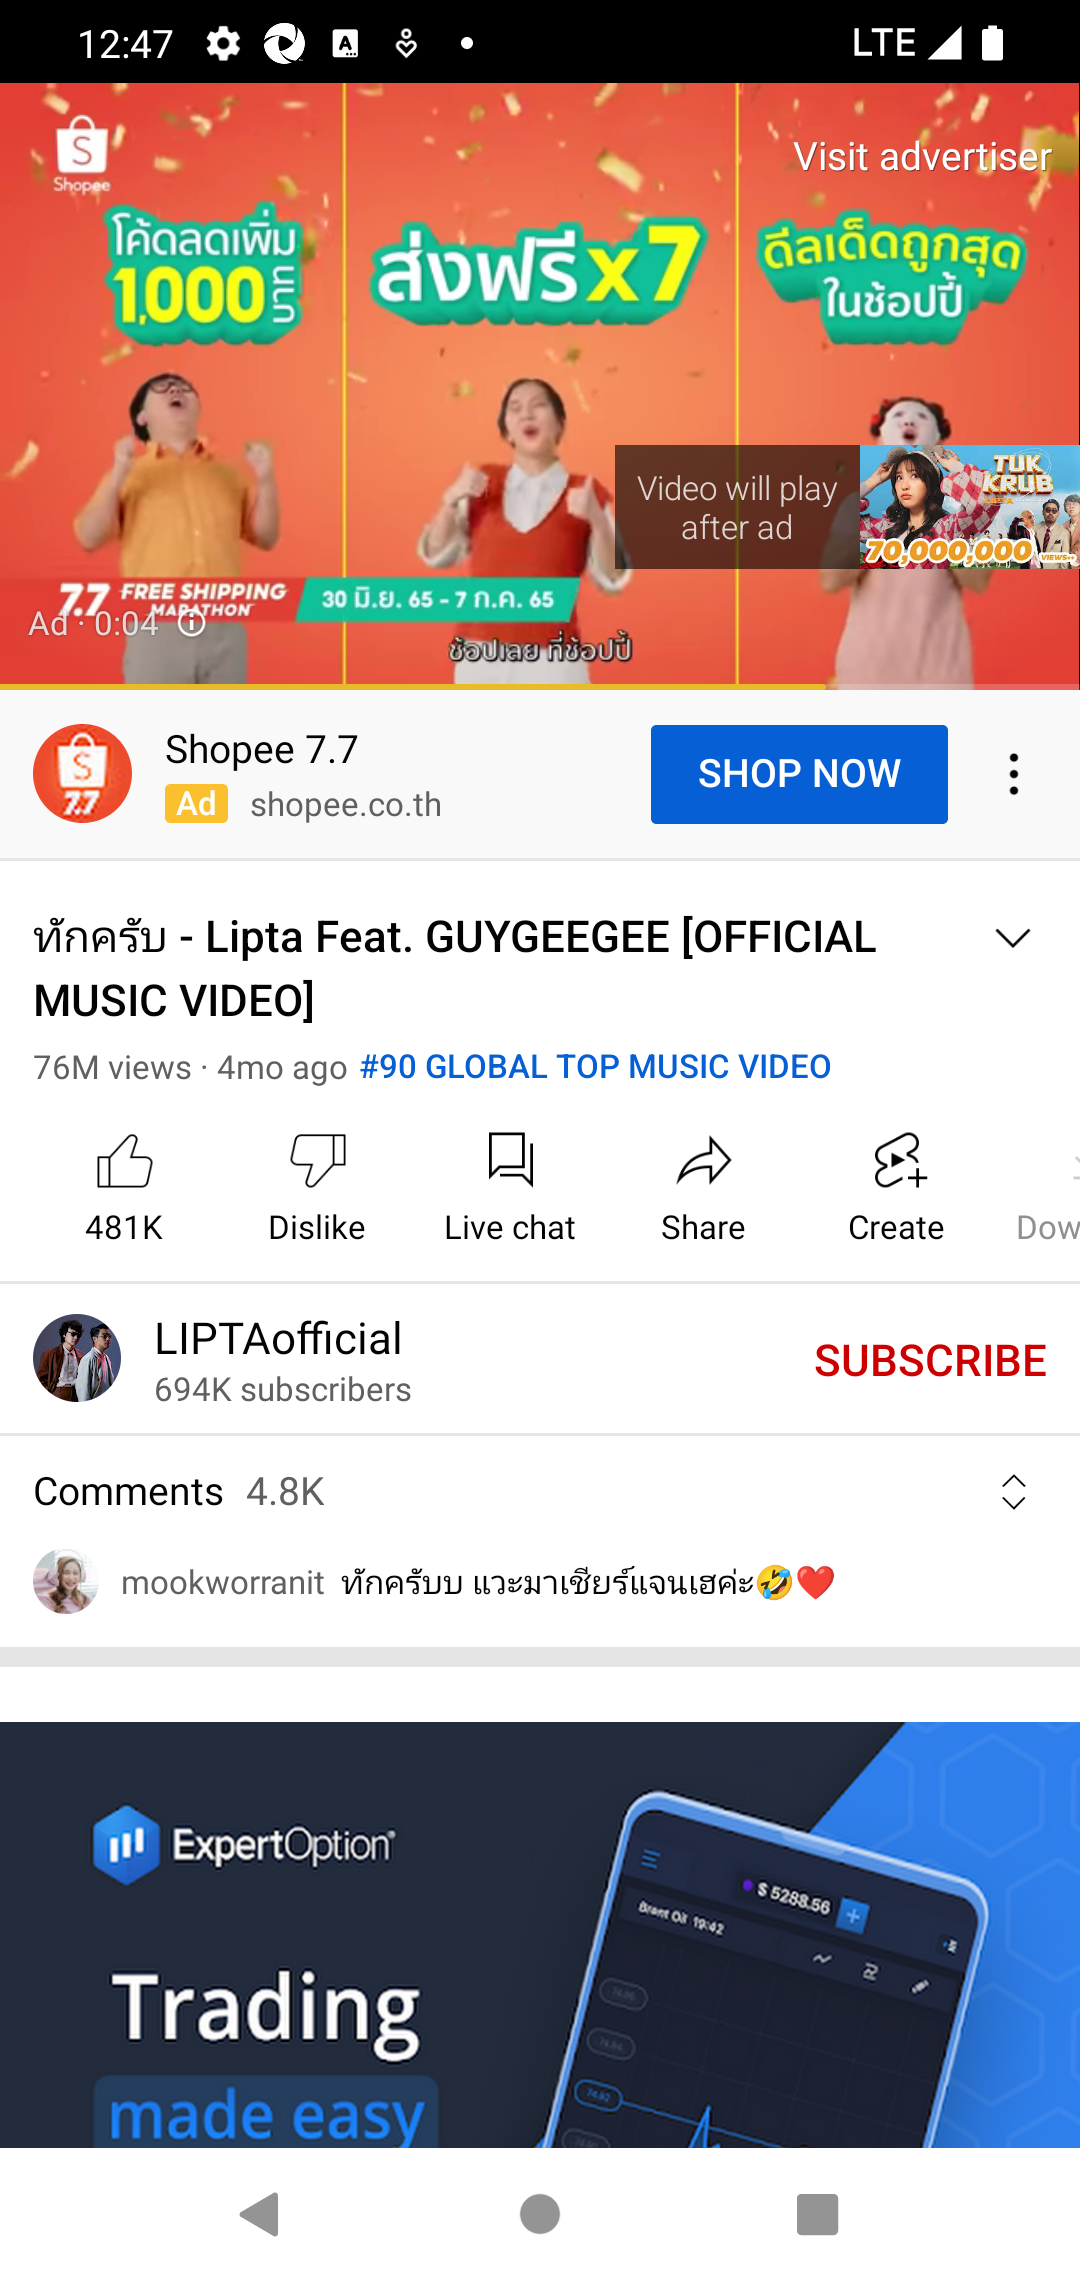 12:47
LTE
Shopee
Visit advertiser
โค้ดลดเพิ่ม
1,000 บาท
ส่งฟรี x7
ดีลเด็ดถูกสุด
ในช้อปปี้
Video will play
after ad
TUK
KRUB
70,000,000 VIEWS++
7.7 FREE SHIPPING
MARATHON
30 มิ.ย. 65 - 7 ก.ค. 65
Ad · 0:04
ช้อปเลย ที่ช้อปปี้
7.7
Shopee 7.7
Ad shopee.co.th
SHOP NOW
ทักครับ - Lipta Feat. GUYGEEGEE [OFFICIAL
MUSIC VIDEO]
76M views · 4mo ago #90 GLOBAL TOP MUSIC VIDEO
481K
Dislike
Live chat
Share
Create
Dow
LIPTAofficial
694K subscribers
SUBSCRIBE
Comments 4.8K
mookworranit ทักครับบ แวะมาเชียร์แจนเฮค่ะ🤣❤️
ExpertOption
$ 5288.56
Brent Oil 19:42
Trading
made easy